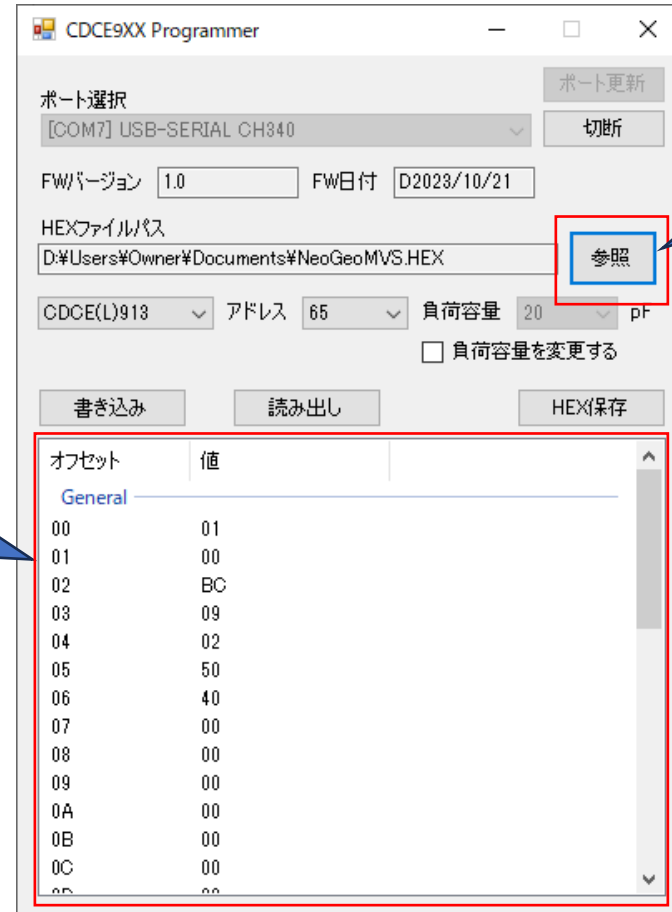 CDCE9XX Programmer
ポート更新
ポート選択
[COM7] USB-SERIAL CH340
切断
FWバージョン 1.0 FW日付 D2023/10/21
HEXファイルパス
D:¥Users¥Owner¥Documents¥NeoGeoMVS.HEX 参照
CDCE(L)913 アドレス 65 負荷容量 20 pF
負荷容量を変更する
書き込み 読み出し HEX保存
オフセット 値
General
00 01
01 00
02 BC
03 09
04 02
05 50
06 40
07 00
08 00
09 00
0A 00
0B 00
0C 00